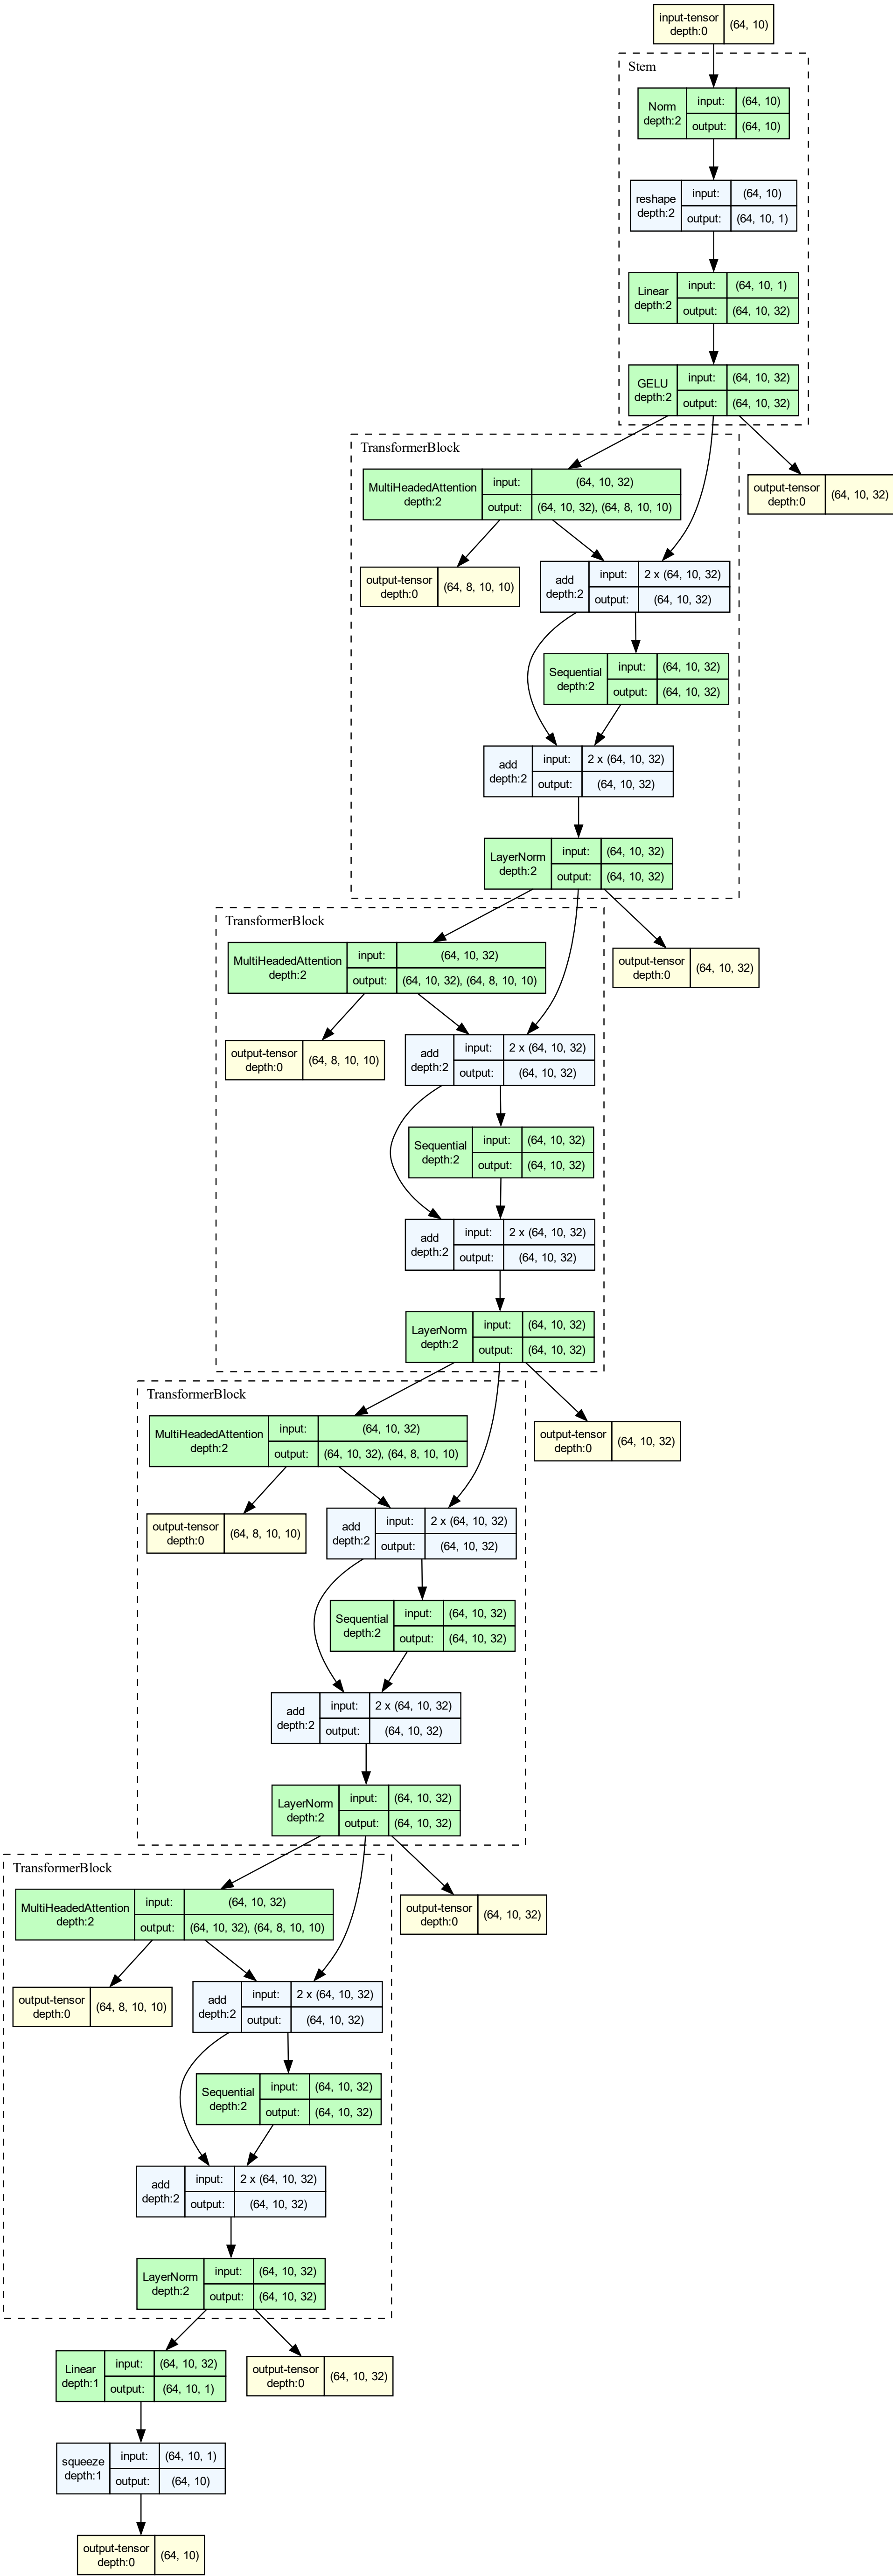 input-tensor
depth:0
(64, 10)
Stem
Norm
depth:2
input:
(64, 10)
output:
(64, 10)
reshape
depth:2
input:
(64, 10)
output:
(64, 10, 1)
Linear
depth:2
input:
(64, 10, 1)
output:
(64, 10, 32)
GELU
depth:2
input:
(64, 10, 32)
output:
(64, 10, 32)
TransformerBlock
MultiHeadedAttention
depth:2
input:
(64, 10, 32)
output:
(64, 10, 32), (64, 8, 10, 10)
output-tensor
depth:0
(64, 10, 32)
output-tensor
depth:0
(64, 8, 10, 10)
add
depth:2
input:
2 x (64, 10, 32)
output:
(64, 10, 32)
Sequential
depth:2
input:
(64, 10, 32)
output:
(64, 10, 32)
add
depth:2
input:
2 x (64, 10, 32)
output:
(64, 10, 32)
LayerNorm
depth:2
input:
(64, 10, 32)
output:
(64, 10, 32)
TransformerBlock
MultiHeadedAttention
depth:2
input:
(64, 10, 32)
output:
(64, 10, 32), (64, 8, 10, 10)
output-tensor
depth:0
(64, 10, 32)
output-tensor
depth:0
(64, 8, 10, 10)
add
depth:2
input:
2 x (64, 10, 32)
output:
(64, 10, 32)
Sequential
depth:2
input:
(64, 10, 32)
output:
(64, 10, 32)
add
depth:2
input:
2 x (64, 10, 32)
output:
(64, 10, 32)
LayerNorm
depth:2
input:
(64, 10, 32)
output:
(64, 10, 32)
TransformerBlock
MultiHeadedAttention
depth:2
input:
(64, 10, 32)
output:
(64, 10, 32), (64, 8, 10, 10)
output-tensor
depth:0
(64, 10, 32)
output-tensor
depth:0
(64, 8, 10, 10)
add
depth:2
input:
2 x (64, 10, 32)
output:
(64, 10, 32)
Sequential
depth:2
input:
(64, 10, 32)
output:
(64, 10, 32)
add
depth:2
input:
2 x (64, 10, 32)
output:
(64, 10, 32)
LayerNorm
depth:2
input:
(64, 10, 32)
output:
(64, 10, 32)
TransformerBlock
MultiHeadedAttention
depth:2
input:
(64, 10, 32)
output:
(64, 10, 32), (64, 8, 10, 10)
output-tensor
depth:0
(64, 10, 32)
output-tensor
depth:0
(64, 8, 10, 10)
add
depth:2
input:
2 x (64, 10, 32)
output:
(64, 10, 32)
Sequential
depth:2
input:
(64, 10, 32)
output:
(64, 10, 32)
add
depth:2
input:
2 x (64, 10, 32)
output:
(64, 10, 32)
LayerNorm
depth:2
input:
(64, 10, 32)
output:
(64, 10, 32)
Linear
depth:1
input:
(64, 10, 32)
output:
(64, 10, 1)
output-tensor
depth:0
(64, 10, 32)
squeeze
depth:1
input:
(64, 10, 1)
output:
(64, 10)
output-tensor
depth:0
(64, 10)